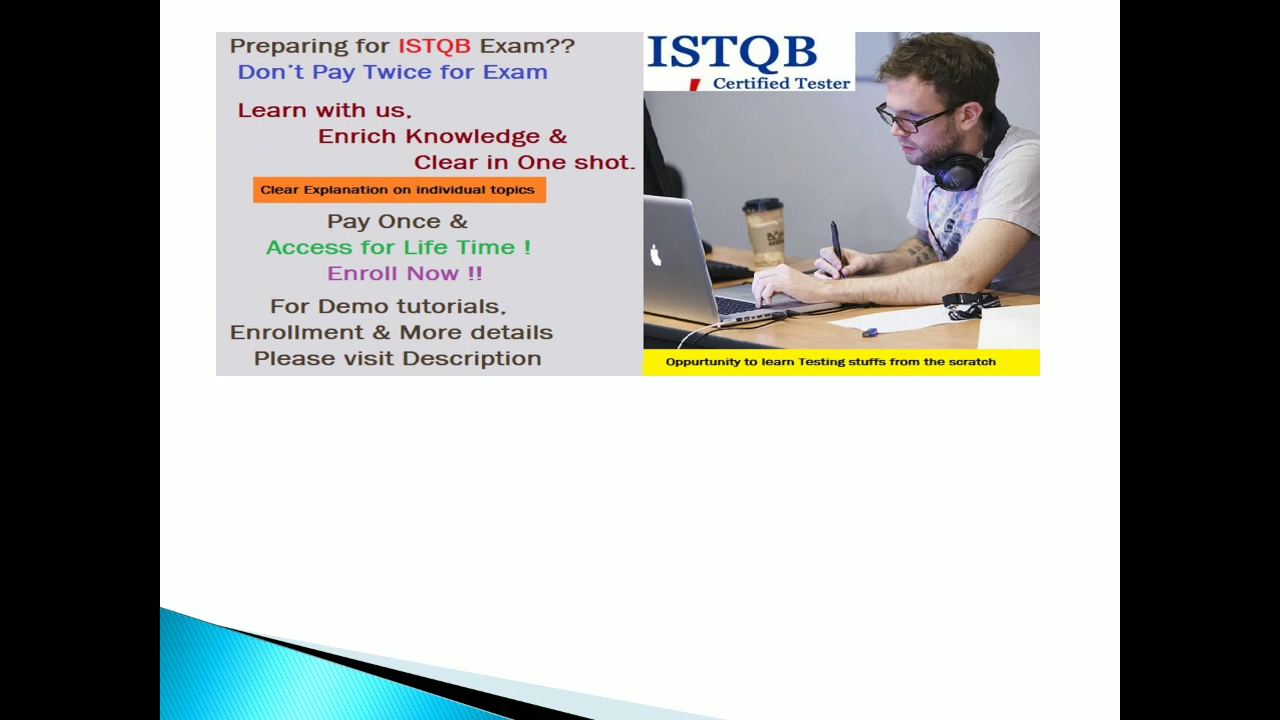 Preparing for ISTQB Exam??
Don't Pay Twice for Exam
Learn with us,
Enrich Knowledge &
Clear in One shot.
Clear Explanation on individual topics
Pay Once &
Access for Life Time !
Enroll Now !!
For Demo tutorials,
Enrollment & More details
Please visit Description
ISTQB
Certified Tester
Oppurtunity to learn Testing stuffs from the scratch